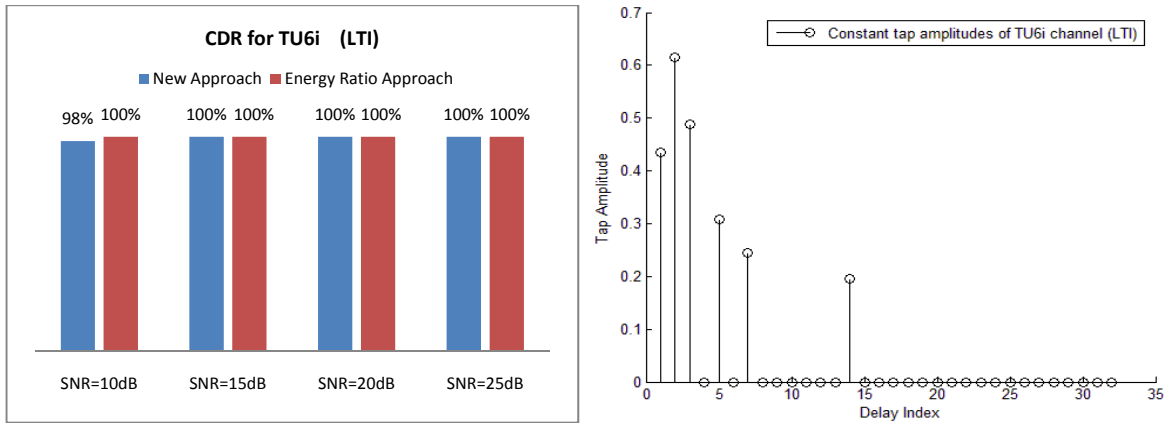 CDR for TU6i (LTI)
New Approach Energy Ratio Approach
98% 100% 100% 100% 100% 100% 100% 100%
SNR=10dB SNR=15dB SNR=20dB SNR=25dB
Constant tap amplitudes of TU6i channel (LTI)
0.7
0.6
0.5
0.4
0.3
0.2
0.1
0
Tap Amplitude
0 5 10 15 20 25 30 35
Delay Index